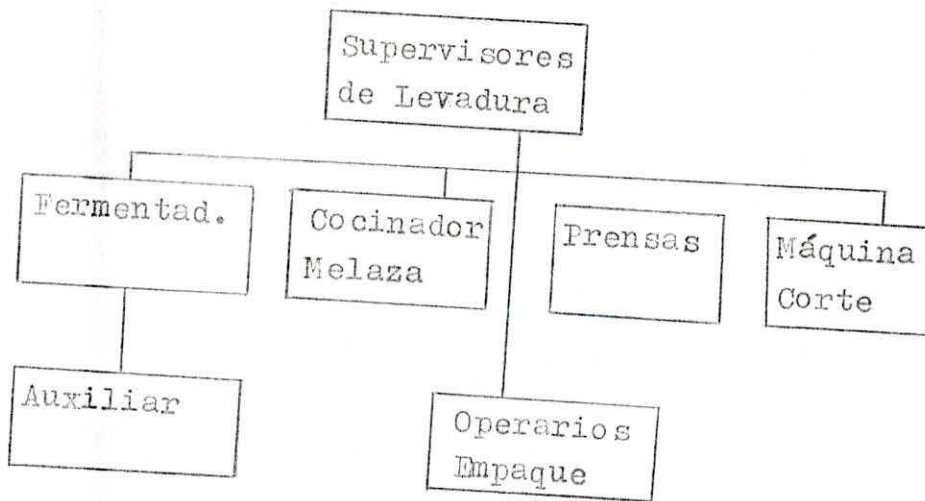 Supervisores
de Levadura
Fermentad.
Cocinador
Melaza
Prensas
Máquina
Corte
Auxiliar
Operarios
Empaque